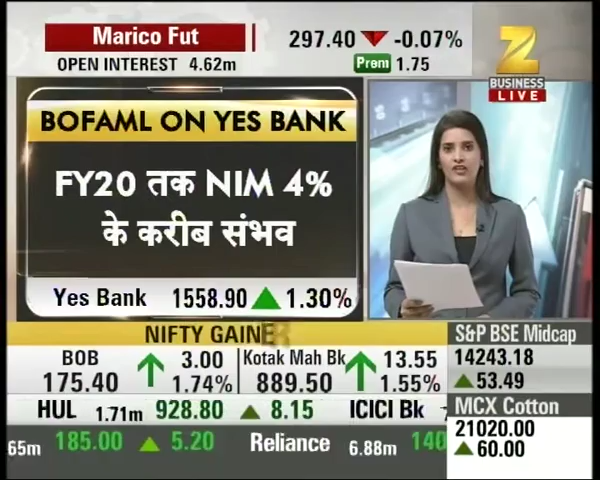 Marico Fut
297.40 -0.07%
OPEN INTEREST 4.62m
Prem 1.75
Z
BUSINESS
LIVE
BOFAML ON YES BANK
FY20 तक NIM 4%
के करीब संभव
Yes Bank 1558.90 1.30%
NIFTY GAINER
S&P BSE Midcap
14243.18
53.49
BOB 3.00 Kotak Mah Bk 13.55
175.40 1.74% 889.50 1.55%
MCX Cotton
21020.00
60.00
HUL 1.71m 928.80 8.15 ICICI Bk
65m 185.00 5.20 Reliance 6.88m 140